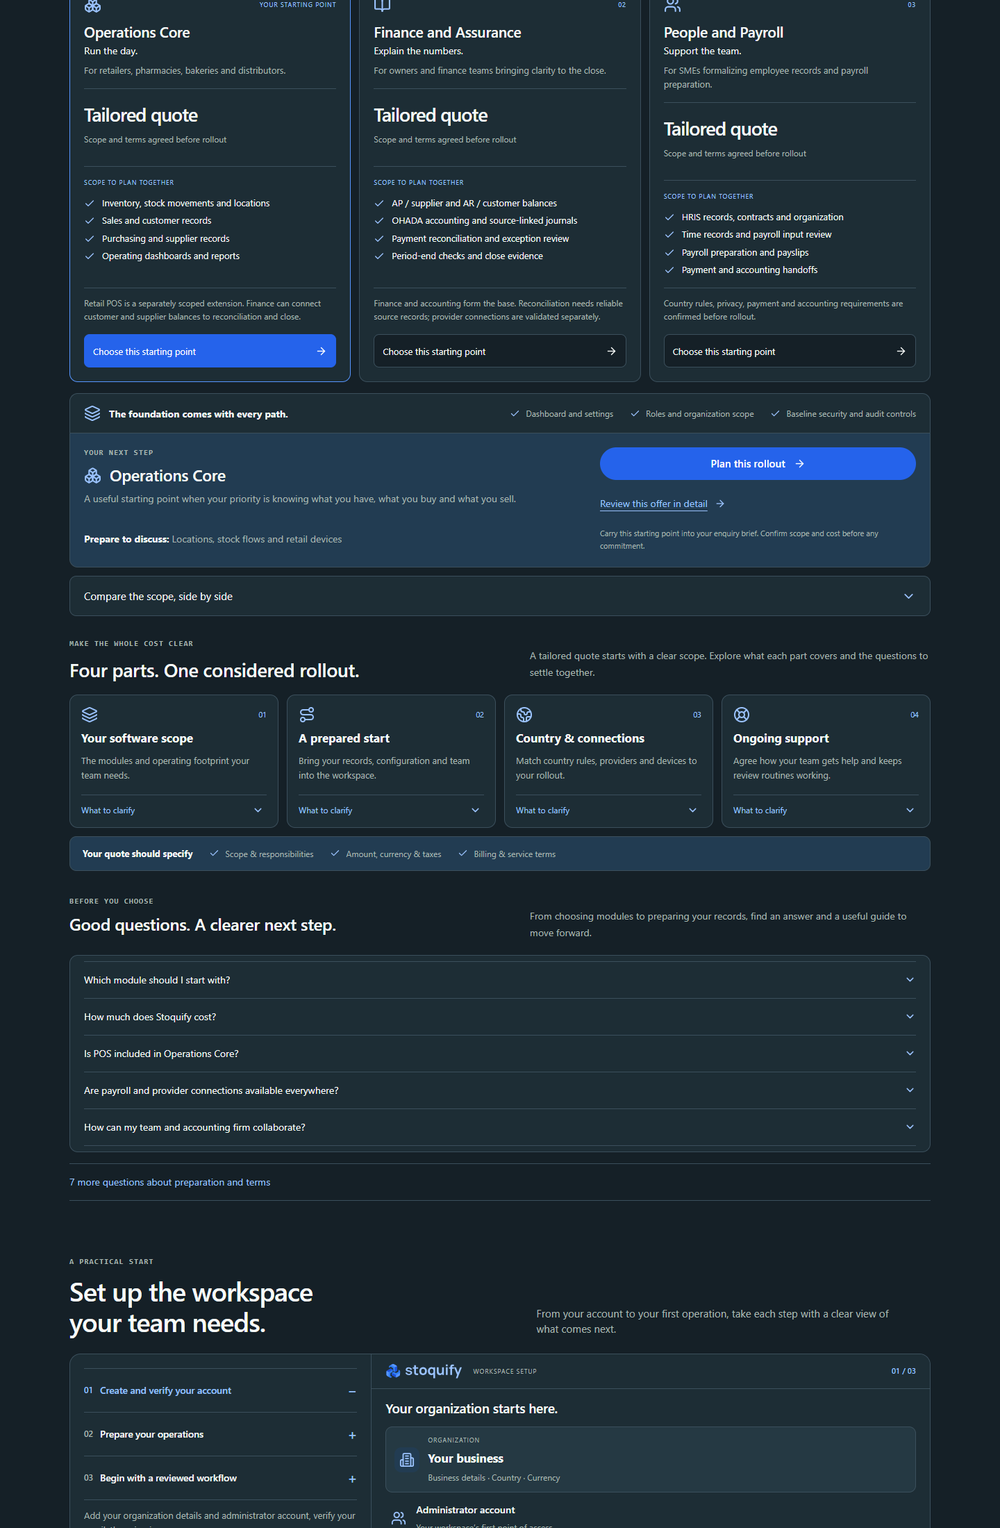 YOUR STARTING POINT
Operations Core
Run the day.
For retailers, pharmacies, bakeries and distributors.
Tailored quote
Scope and terms agreed before rollout
SCOPE TO PLAN TOGETHER
Inventory, stock movements and locations
Sales and customer records
Purchasing and supplier records
Operating dashboards and reports
Retail POS is a separately scoped extension. Finance can connect
customer and supplier balances to reconciliation and close.
Choose this starting point
02
Finance and Assurance
Explain the numbers.
For owners and finance teams bringing clarity to the close.
Tailored quote
Scope and terms agreed before rollout
SCOPE TO PLAN TOGETHER
AP / supplier and AR / customer balances
OHADA accounting and source-linked journals
Payment reconciliation and exception review
Period-end checks and close evidence
Finance and accounting form the base. Reconciliation needs reliable
source records; provider connections are validated separately.
Choose this starting point
03
People and Payroll
Support the team.
For SMEs formalizing employee records and payroll
preparation.
Tailored quote
Scope and terms agreed before rollout
SCOPE TO PLAN TOGETHER
HRIS records, contracts and organization
Time records and payroll input review
Payroll preparation and payslips
Payment and accounting handoffs
Country rules, privacy, payment and accounting requirements are
confirmed before rollout.
Choose this starting point
The foundation comes with every path.
Dashboard and settings
Roles and organization scope
Baseline security and audit controls
YOUR NEXT STEP
Operations Core
A useful starting point when your priority is knowing what you have, what you buy and what you sell.
Prepare to discuss: Locations, stock flows and retail devices
Plan this rollout
Review this offer in detail
Carry this starting point into your enquiry brief. Confirm scope and cost before any
commitment.
Compare the scope, side by side
MAKE THE WHOLE COST CLEAR
Four parts. One considered rollout.
A tailored quote starts with a clear scope. Explore what each part covers and the questions to
settle together.
01
Your software scope
The modules and operating footprint your
team needs.
What to clarify
02
A prepared start
Bring your records, configuration and team
into the workspace.
What to clarify
03
Country & connections
Match country rules, providers and devices to
your rollout.
What to clarify
04
Ongoing support
Agree how your team gets help and keeps
review routines working.
What to clarify
Your quote should specify
Scope & responsibilities
Amount, currency & taxes
Billing & service terms
BEFORE YOU CHOOSE
Good questions. A clearer next step.
From choosing modules to preparing your records, find an answer and a useful guide to
move forward.
Which module should I start with?
How much does Stoquify cost?
Is POS included in Operations Core?
Are payroll and provider connections available everywhere?
How can my team and accounting firm collaborate?
7 more questions about preparation and terms
A PRACTICAL START
Set up the workspace
your team needs.
From your account to your first operation, take each step with a clear view of
what comes next.
01 Create and verify your account
02 Prepare your operations
03 Begin with a reviewed workflow
Add your organization details and administrator account, verify your
stoquify
WORKSPACE SETUP
01 / 03
Your organization starts here.
ORGANIZATION
Your business
Business details · Country · Currency
Administrator account
Your workspace's first point of access